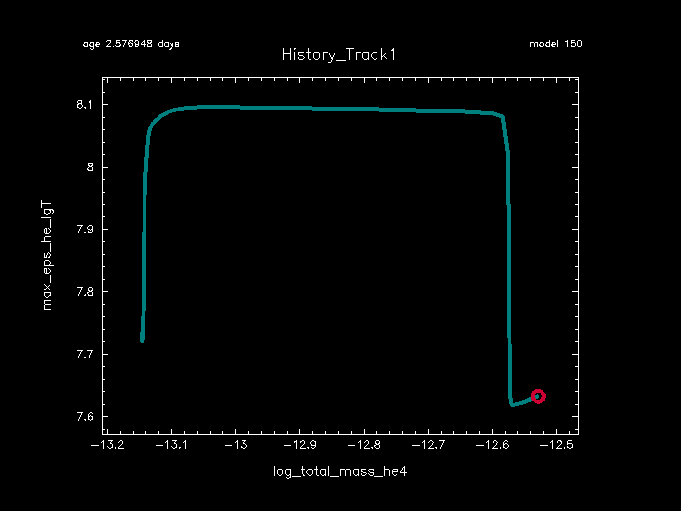 age 2.576948 days
model 150
History_Track1
8.1
8
7.9
7.8
7.7
7.6
max_eps_he_lgT
−13.2 −13.1 −13 −12.9 −12.8 −12.7 −12.6 −12.5
log_total_mass_he4